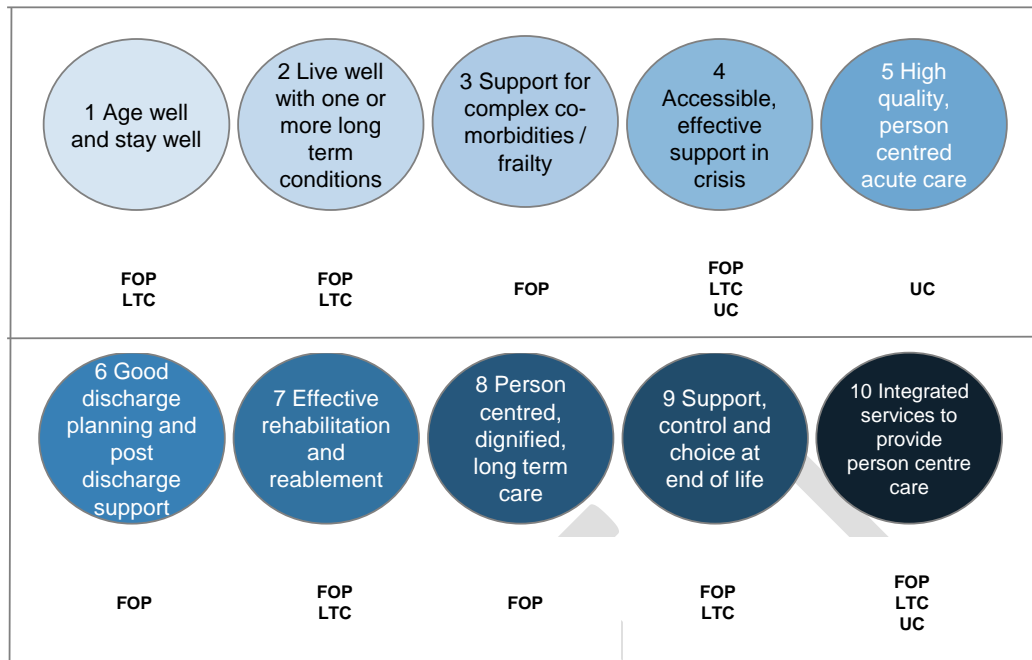 1 Age well
and stay well
2 Live well
with one or
more long
term
conditions
3 Support for
complex co-
morbidities /
frailty
4
Accessible,
effective
support in
crisis
5 High
quality,
person
centred
acute care
FOP
LTC
FOP
LTC
FOP
FOP
LTC
UC
UC
6 Good
discharge
planning and
post
discharge
support
7 Effective
rehabilitation
and
reablement
8 Person
centred,
dignified,
long term
care
9 Support,
control and
choice at
end of life
10 Integrated
services to
provide
person centre
care
FOP
FOP
LTC
FOP
FOP
LTC
FOP
LTC
UC